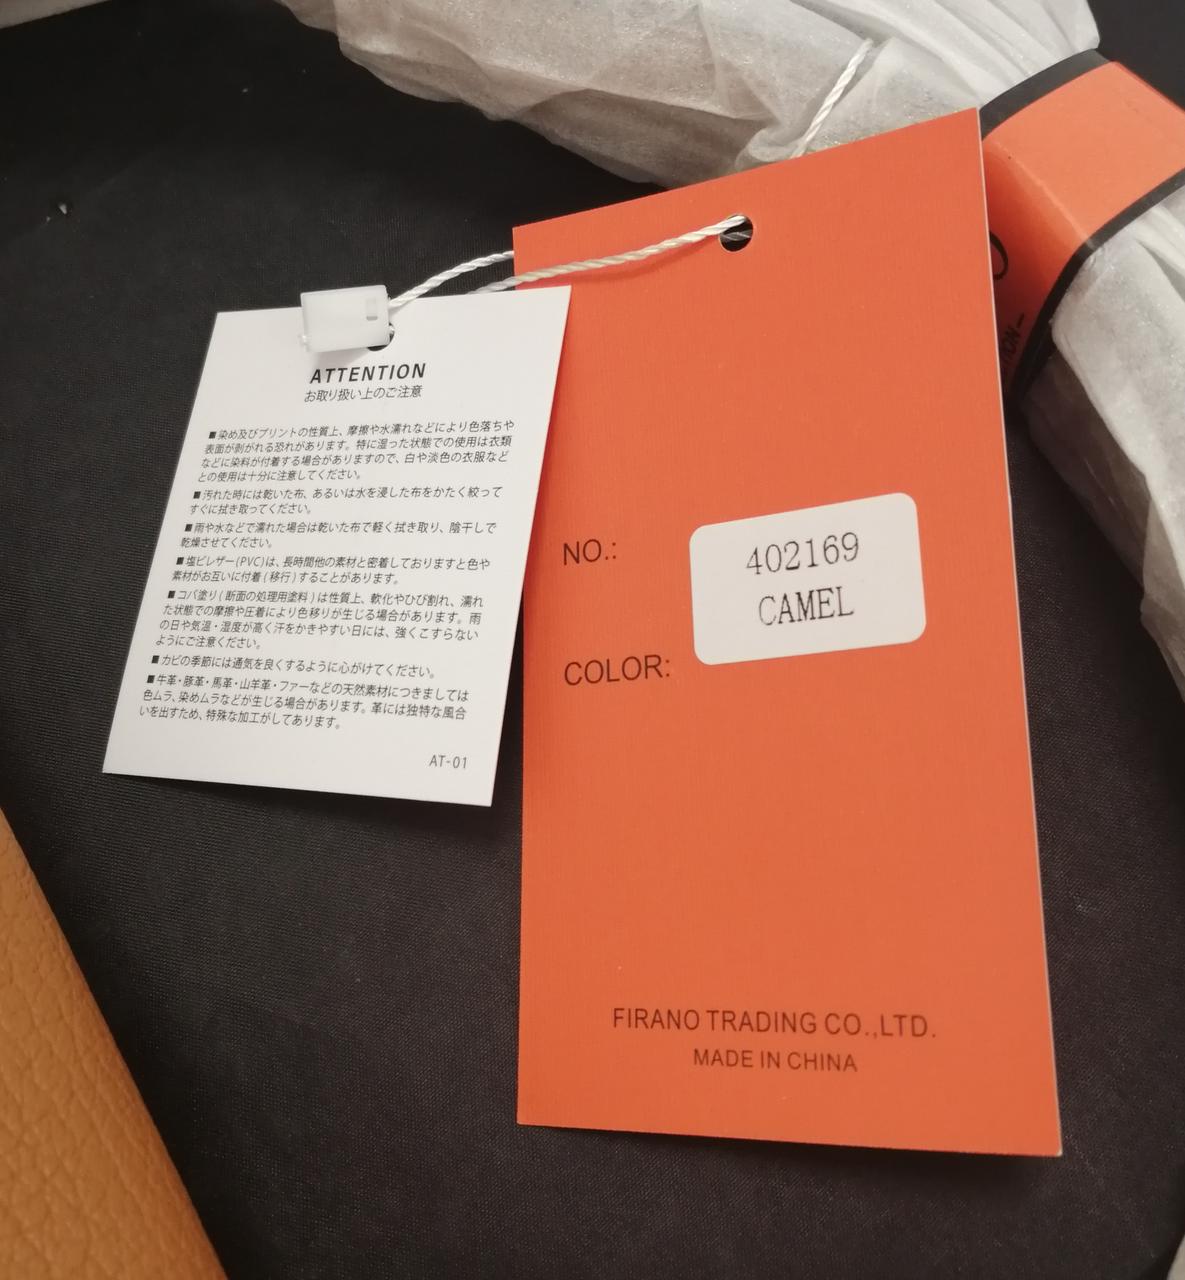 ATTENTION
お取り扱い上のご注意
■染め及びプリントの性質上、摩擦や水濡れなどにより色落ちや
表面が剥がれる恐れがあります。特に湿った状態での使用は衣類
などに染料が付着する場合がありますので、白や淡色の衣服など
との使用は十分に注意してください。
■汚れた時には乾いた布、あるいは水を浸した布をかたく絞って
すぐに拭き取ってください。
■雨や水などで濡れた場合は乾いた布で軽く拭き取り、陰干しで
乾燥させてください。
■塩ビレザー(PVC)は、長時間他の素材と密着しておりますと色や
素材がお互いに付着(移行)することがあります。
■コバ塗り(断面の処理用塗料)は性質上、軟化やひび割れ、濡れ
た状態での摩擦や圧着により色移りが生じる場合があります。雨
の日や気温・湿度が高く汗をかきやすい日には、強くこすらない
ようにご注意ください。
■カビの季節には通気を良くするように心がけてください。
■牛革・豚革・馬革・山羊革・ファーなどの天然素材につきましては
色ムラ、染めムラなどが生じる場合があります。革には独特な風合
いを出すため、特殊な加工がしてあります。
AT-01
NO.:
402169
CAMEL
COLOR:
FIRANO TRADING CO.,LTD.
MADE IN CHINA